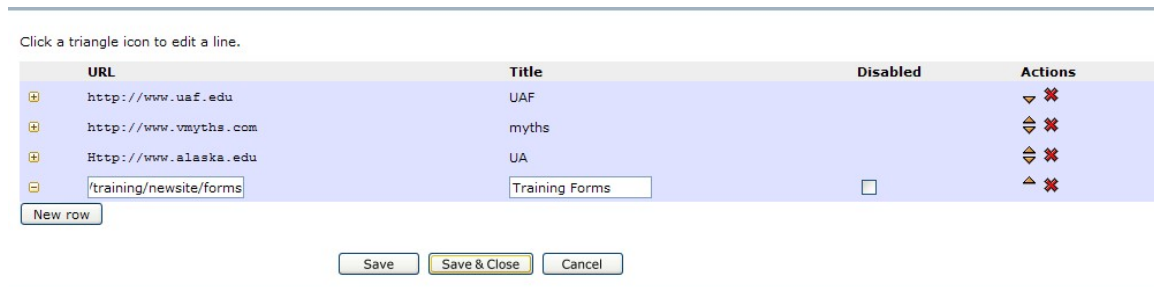 Click a triangle icon to edit a line.
URL Title Disabled Actions
http://www.uaf.edu UAF
http://www.vmyths.com myths
Http://www.alaska.edu UA
/training/newsite/forms Training Forms
New row
Save Save & Close Cancel